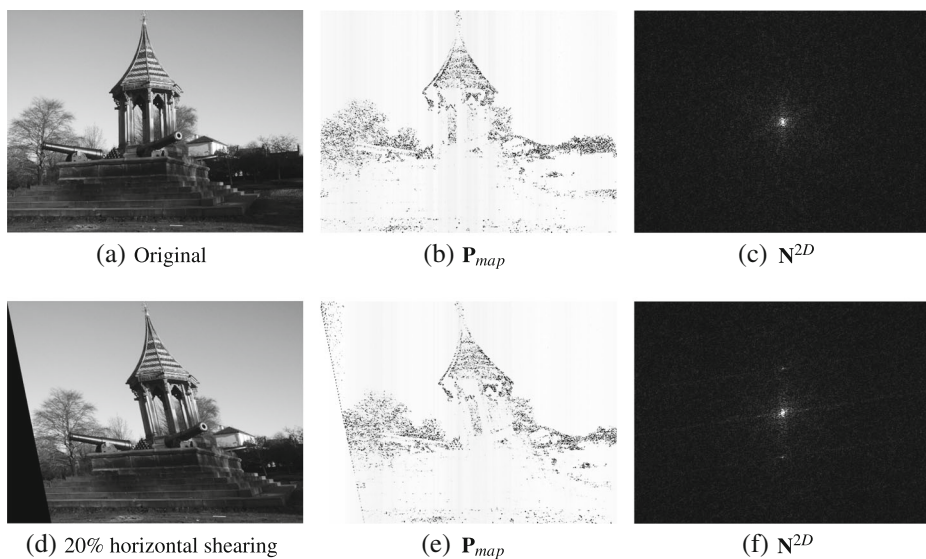 (a) Original
(b) P_map
(c) N^2D
(d) 20% horizontal shearing
(e) P_map
(f) N^2D